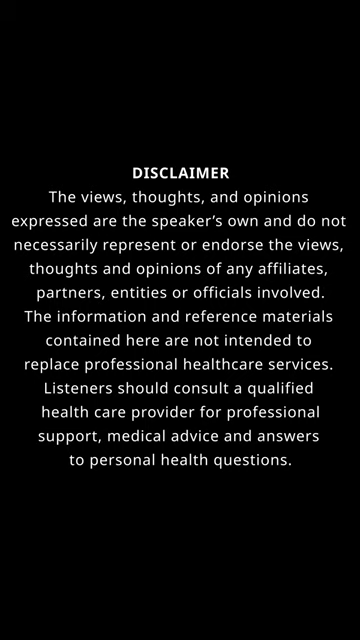 DISCLAIMER
The views, thoughts, and opinions
expressed are the speaker's own and do not
necessarily represent or endorse the views,
thoughts and opinions of any affiliates,
partners, entities or officials involved.
The information and reference materials
contained here are not intended to
replace professional healthcare services.
Listeners should consult a qualified
health care provider for professional
support, medical advice and answers
to personal health questions.